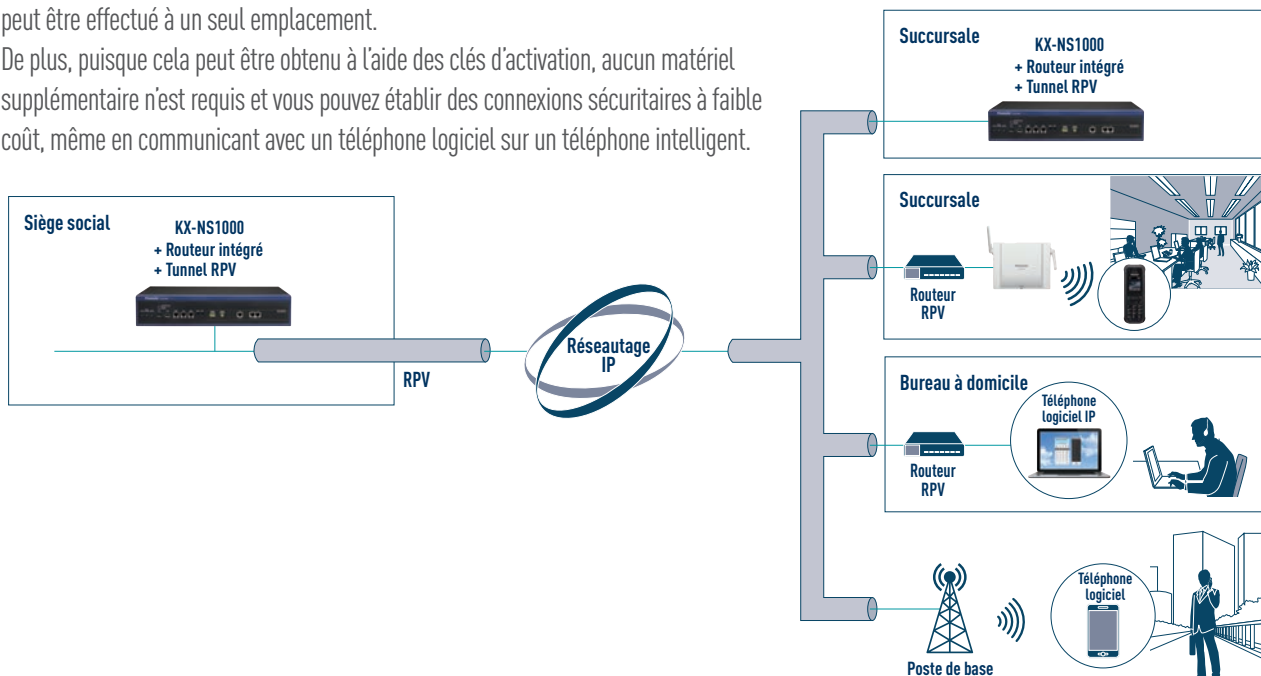 peut être effectué à un seul emplacement.
De plus, puisque cela peut être obtenu à l’aide des clés d’activation, aucun matériel
supplémentaire n’est requis et vous pouvez établir des connexions sécuritaires à faible
coût, même en communicant avec un téléphone logiciel sur un téléphone intelligent.
Siège social
KX-NS1000
+ Routeur intégré
+ Tunnel RPV
RPV
Réseautage
IP
Succursale
KX-NS1000
+ Routeur intégré
+ Tunnel RPV
Succursale
Routeur
RPV
Bureau à domicile
Téléphone
logiciel IP
Routeur
RPV
Téléphone
logiciel
Poste de base